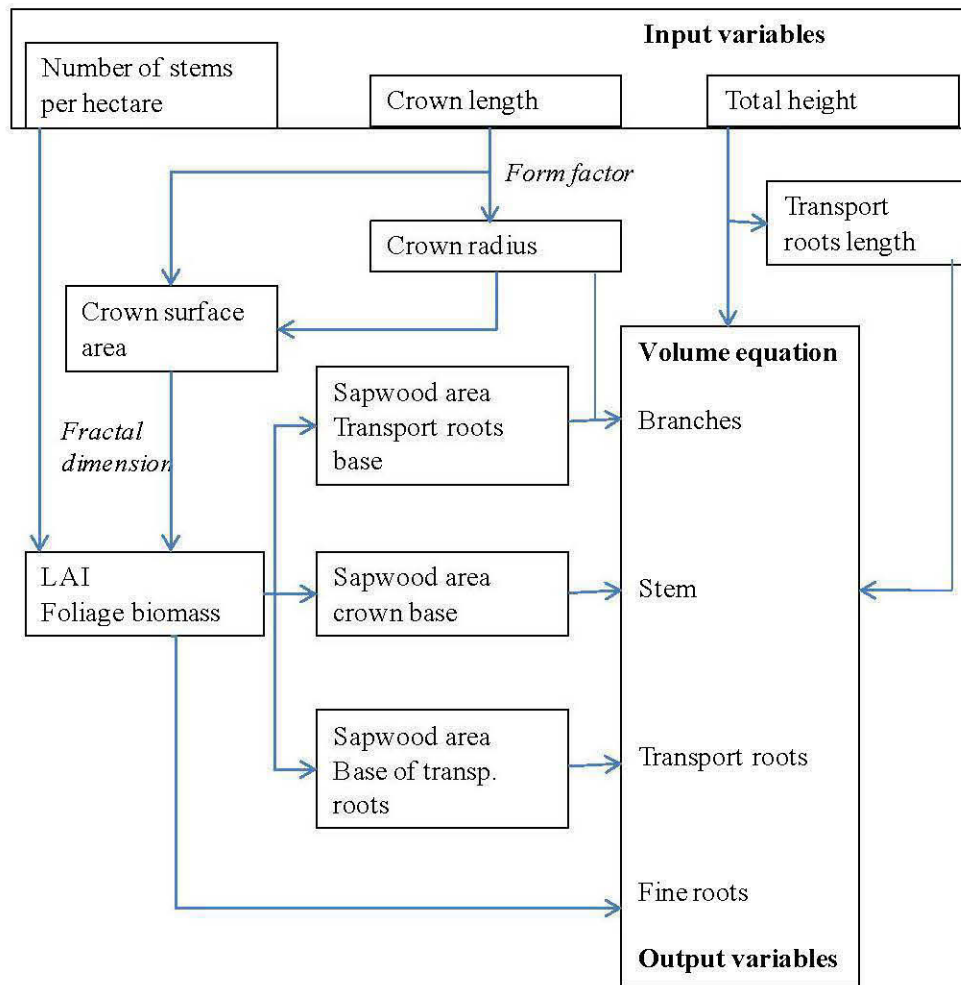 Input variables
Number of stems
per hectare
Crown length
Total height
Form factor
Transport
roots length
Crown radius
Crown surface
area
Volume equation
Sapwood area
Transport roots
base
Branches
Fractal
dimension
LAI
Foliage biomass
Sapwood area
crown base
Stem
Sapwood area
Base of transp.
roots
Transport roots
Fine roots
Output variables